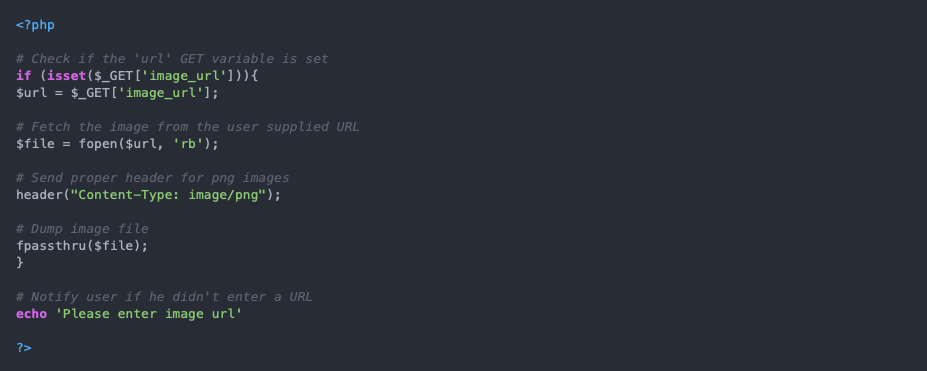 <?php
# Check if the 'url' GET variable is set
if (isset($_GET['image_url'])){
$url = $_GET['image_url'];
# Fetch the image from the user supplied URL
$file = fopen($url, 'rb');
# Send proper header for png images
header("Content-Type: image/png");
# Dump image file
fpassthru($file);
}
# Notify user if he didn't enter a URL
echo 'Please enter image url'
?>